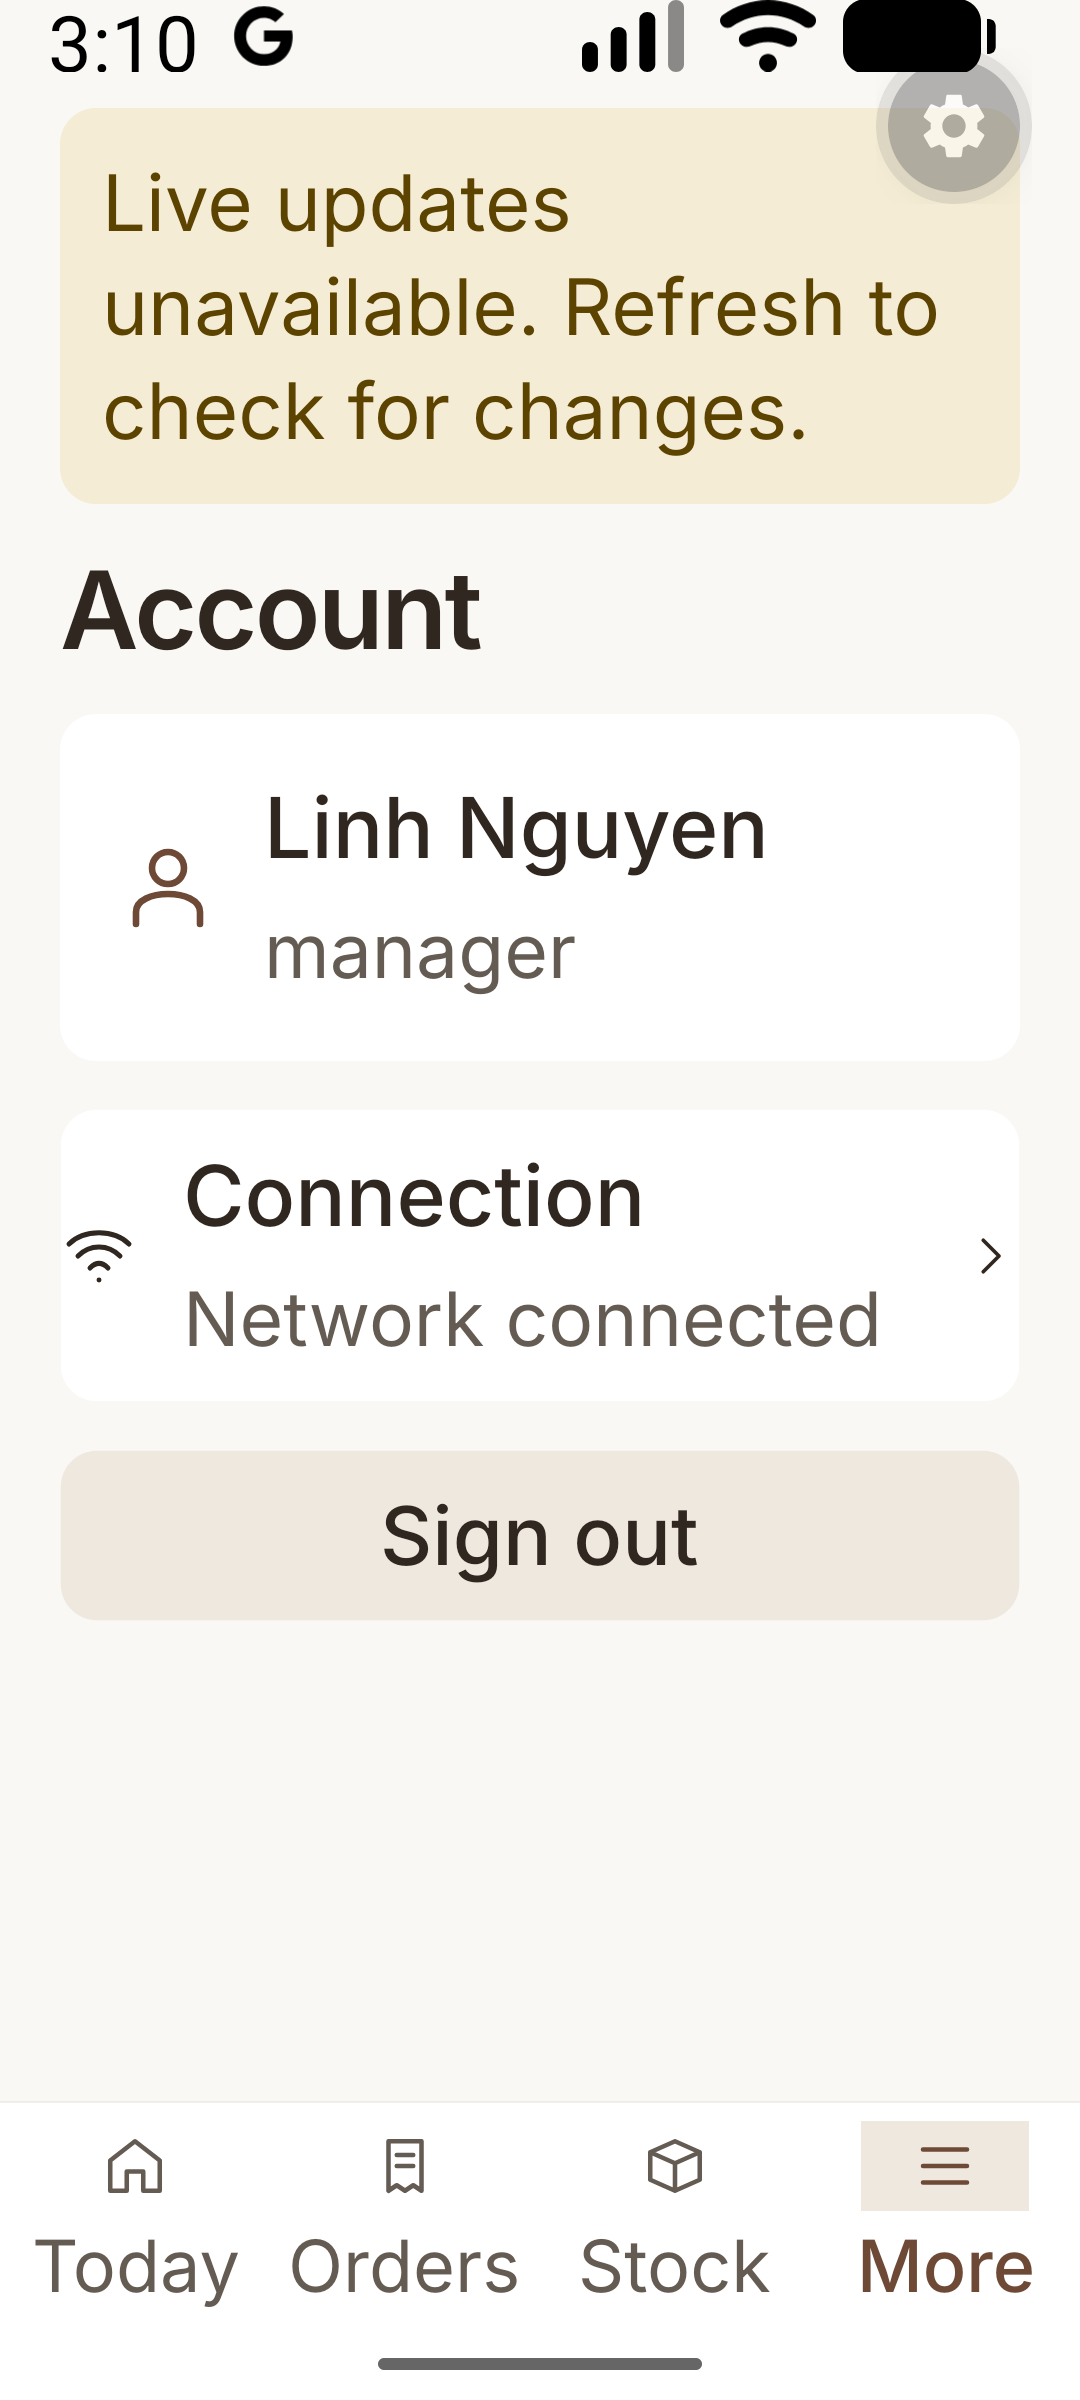 3:10
Live updates
unavailable. Refresh to
check for changes.
Account
Linh Nguyen
manager
Connection
Network connected
Sign out
Today
Orders
Stock
More